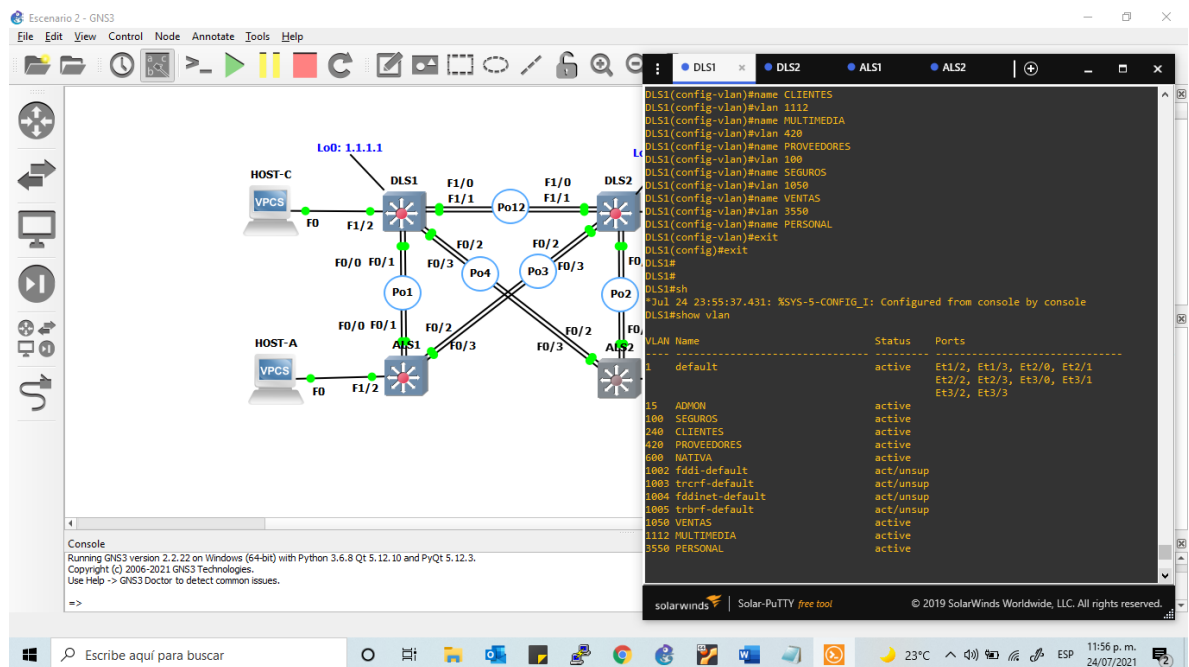 Escenario 2 - GNS3
File Edit View Control Node Annotate Tools Help
Lo0: 1.1.1.1
HOST-C
DLS1
F1/0
F1/0
DLS2
VPCS
F1/1
Po12
F1/1
F0
F1/2
F0/2
F0/2
F0/0 F0/1
F0/3
Po4
Po3
F0/3
Po1
Po2
F0/0 F0/1
F0/2
F0/2
HOST-A
ALS1
F0/3
F0/3
ALS2
VPCS
F0
F1/2
Console
Running GNS3 version 2.2.22 on Windows (64-bit) with Python 3.6.8 Qt 5.12.10 and PyQt 5.12.3.
Copyright (c) 2006-2021 GNS3 Technologies.
Use Help -> GNS3 Doctor to detect common issues.
=>
DLS1 DLS2 ALS1 ALS2
DLS1(config-vlan)#name CLIENTES
DLS1(config-vlan)#vlan 1112
DLS1(config-vlan)#name MULTIMEDIA
DLS1(config-vlan)#vlan 420
DLS1(config-vlan)#name PROVEEDORES
DLS1(config-vlan)#vlan 100
DLS1(config-vlan)#name SEGUROS
DLS1(config-vlan)#vlan 1050
DLS1(config-vlan)#name VENTAS
DLS1(config-vlan)#vlan 3550
DLS1(config-vlan)#name PERSONAL
DLS1(config-vlan)#exit
DLS1(config)#exit
DLS1#
DLS1#
DLS1#sh
*Jul 24 23:55:37.431: %SYS-5-CONFIG_I: Configured from console by console
DLS1#show vlan
VLAN Name Status Ports
---- -------------------------------- --------- -------------------------------
1 default active Et1/2, Et1/3, Et2/0, Et2/1
Et2/2, Et2/3, Et3/0, Et3/1
Et3/2, Et3/3
15 ADMON active
100 SEGUROS active
240 CLIENTES active
420 PROVEEDORES active
600 NATIVA active
1002 fddi-default act/unsup
1003 trcrf-default act/unsup
1004 fddinet-default act/unsup
1005 trbrf-default act/unsup
1050 VENTAS active
1112 MULTIMEDIA active
3550 PERSONAL active
solarwinds Solar-PuTTY free tool © 2019 SolarWinds Worldwide, LLC. All rights reserved.
Escribe aquí para buscar
23°C ESP 11:56 p. m.
24/07/2021